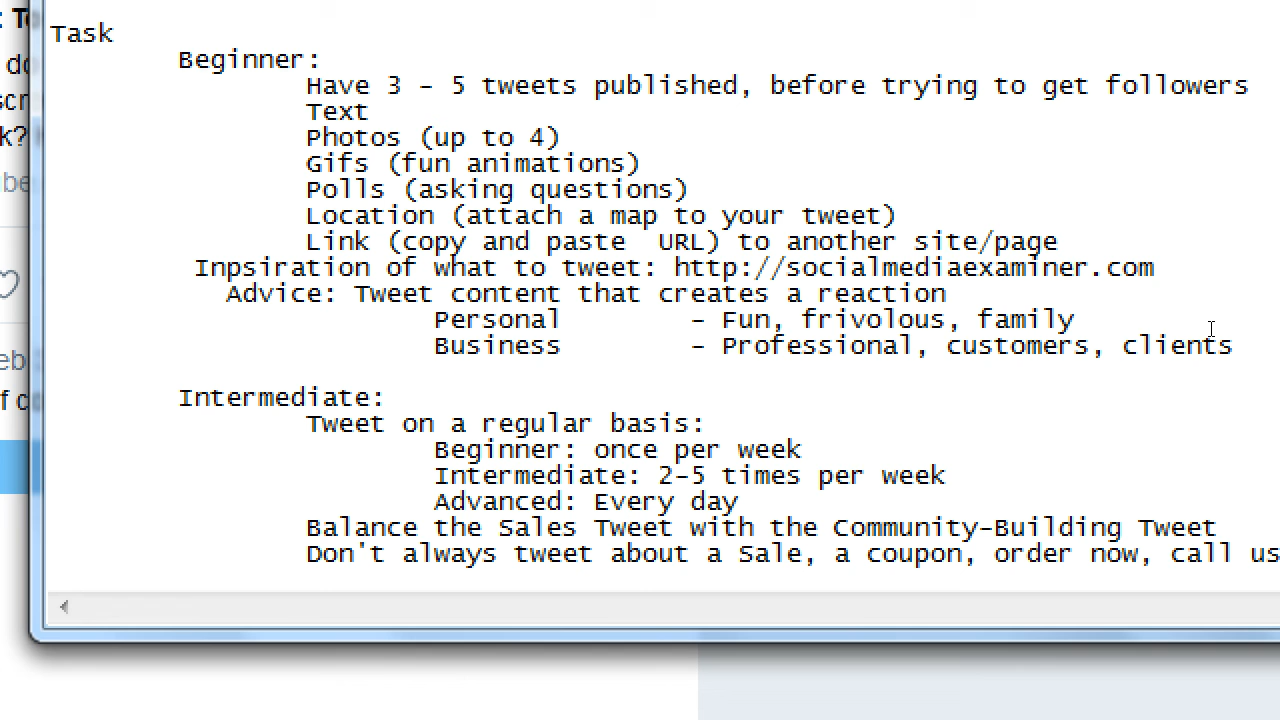 Task
Beginner:
Have 3 - 5 tweets published, before trying to get followers
Text
Photos (up to 4)
Gifs (fun animations)
Polls (asking questions)
Location (attach a map to your tweet)
Link (copy and paste  URL) to another site/page
Inpsiration of what to tweet: http://socialmediaexaminer.com
Advice: Tweet content that creates a reaction
Personal - Fun, frivolous, family
Business - Professional, customers, clients
Intermediate:
Tweet on a regular basis:
Beginner: once per week
Intermediate: 2-5 times per week
Advanced: Every day
Balance the Sales Tweet with the Community-Building Tweet
Don't always tweet about a Sale, a coupon, order now, call us